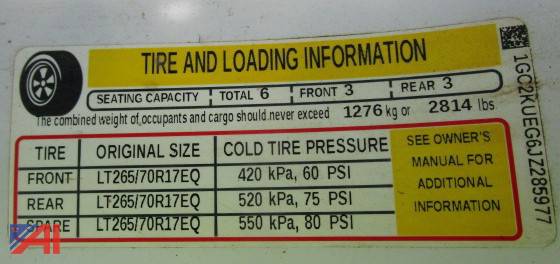 TIRE AND LOADING INFORMATION
SEATING CAPACITY TOTAL 6 FRONT 3 REAR 3
The combined weight of occupants and cargo should never exceed 1276 kg or 2814 lbs
TIRE ORIGINAL SIZE COLD TIRE PRESSURE
FRONT LT265/70R17EQ 420 kPa, 60 PSI
REAR LT265/70R17EQ 520 kPa, 75 PSI
SPARE LT265/70R17EQ 550 kPa, 80 PSI
SEE OWNER'S
MANUAL FOR
ADDITIONAL
INFORMATION
1GC2KUEG6JZ285977
AI